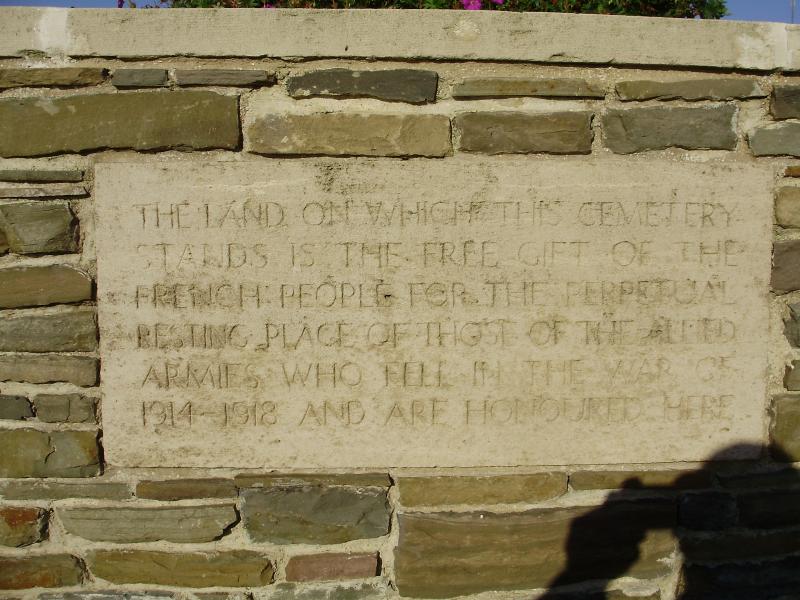 THE LAND ON WHICH THIS CEMETERY
STANDS IS THE FREE GIFT OF THE
FRENCH PEOPLE FOR THE PERPETUAL
RESTING PLACE OF THOSE OF THE ALLIED
ARMIES WHO FELL IN THE WAR OF
1914-1918 AND ARE HONOURED HERE